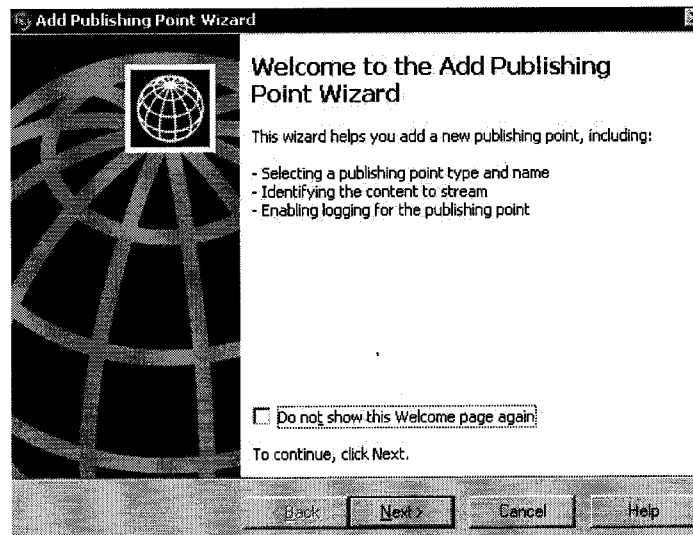 Add Publishing Point Wizard
Welcome to the Add Publishing
Point Wizard
This wizard helps you add a new publishing point, including:
- Selecting a publishing point type and name
- Identifying the content to stream
- Enabling logging for the publishing point
Do not show this Welcome page again
To continue, click Next.
Back Next > Cancel Help